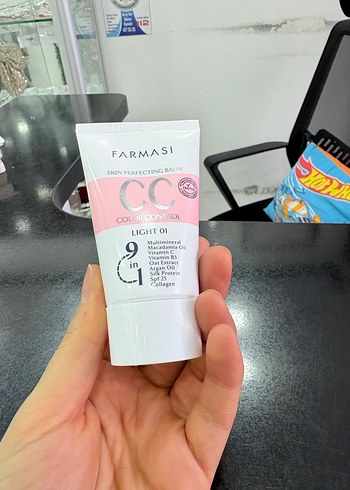 FARMASİ
SKIN PERFECTING BALM
CC
COLOR CONTROL
LIGHT 01
9 in 1
Multimineral
Macadamia Oil
Vitamin C
Vitamin B5
Oat Extract
Argan Oil
Silk Protein
Spf 25
Collagen
HOT